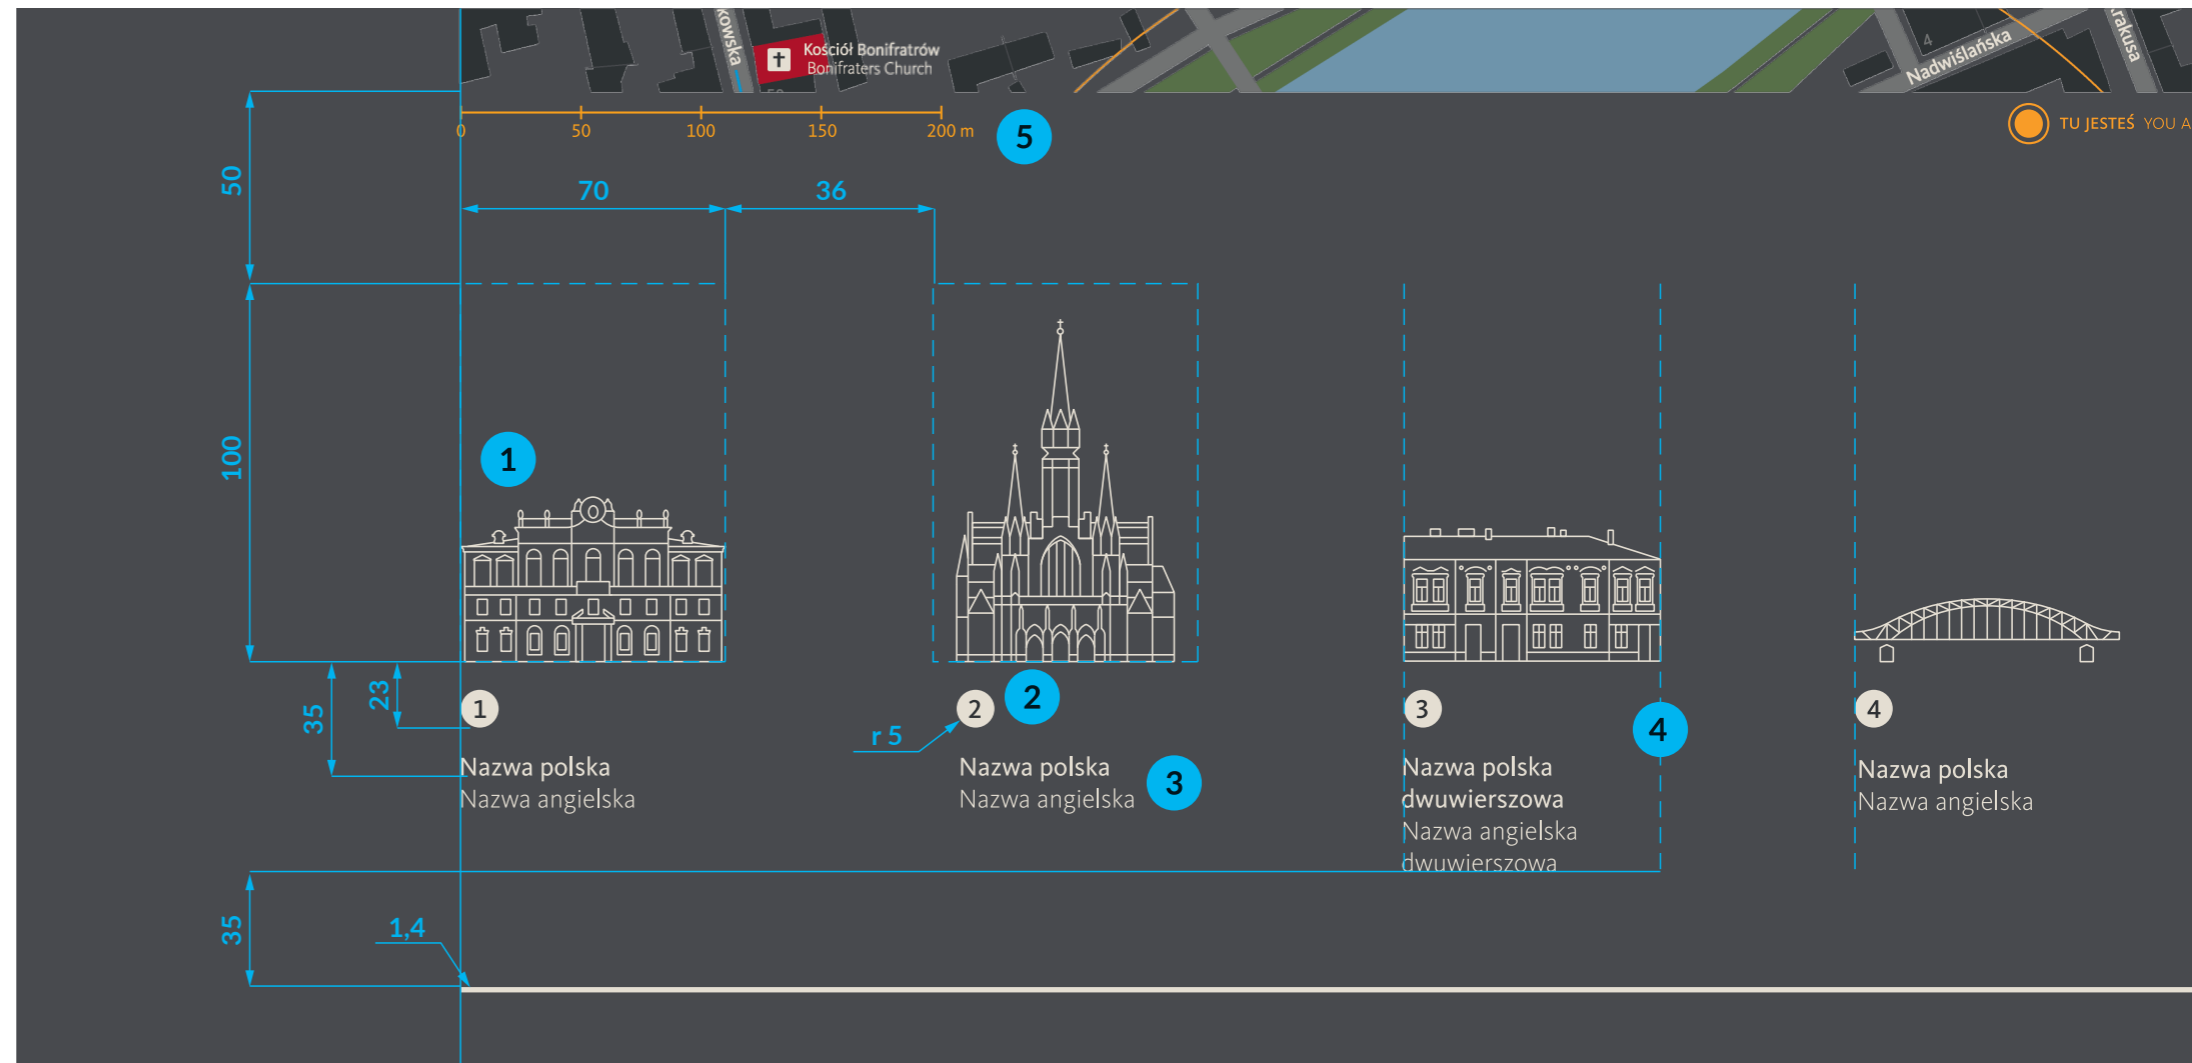 kowska
Kościół Bonifratrów
Bonifraters Church
4
Nadwiślańska
rakusa
0 50 100 150 200 m
5
TU JESTEŚ YOU A
50
70 36
100
1
35
23
1 2 2 3 4
r 5
4
Nazwa polska
Nazwa angielska
Nazwa polska
Nazwa angielska
3
Nazwa polska
dwuwierszowa
Nazwa angielska
dwuwierszowa
Nazwa polska
Nazwa angielska
35
1,4